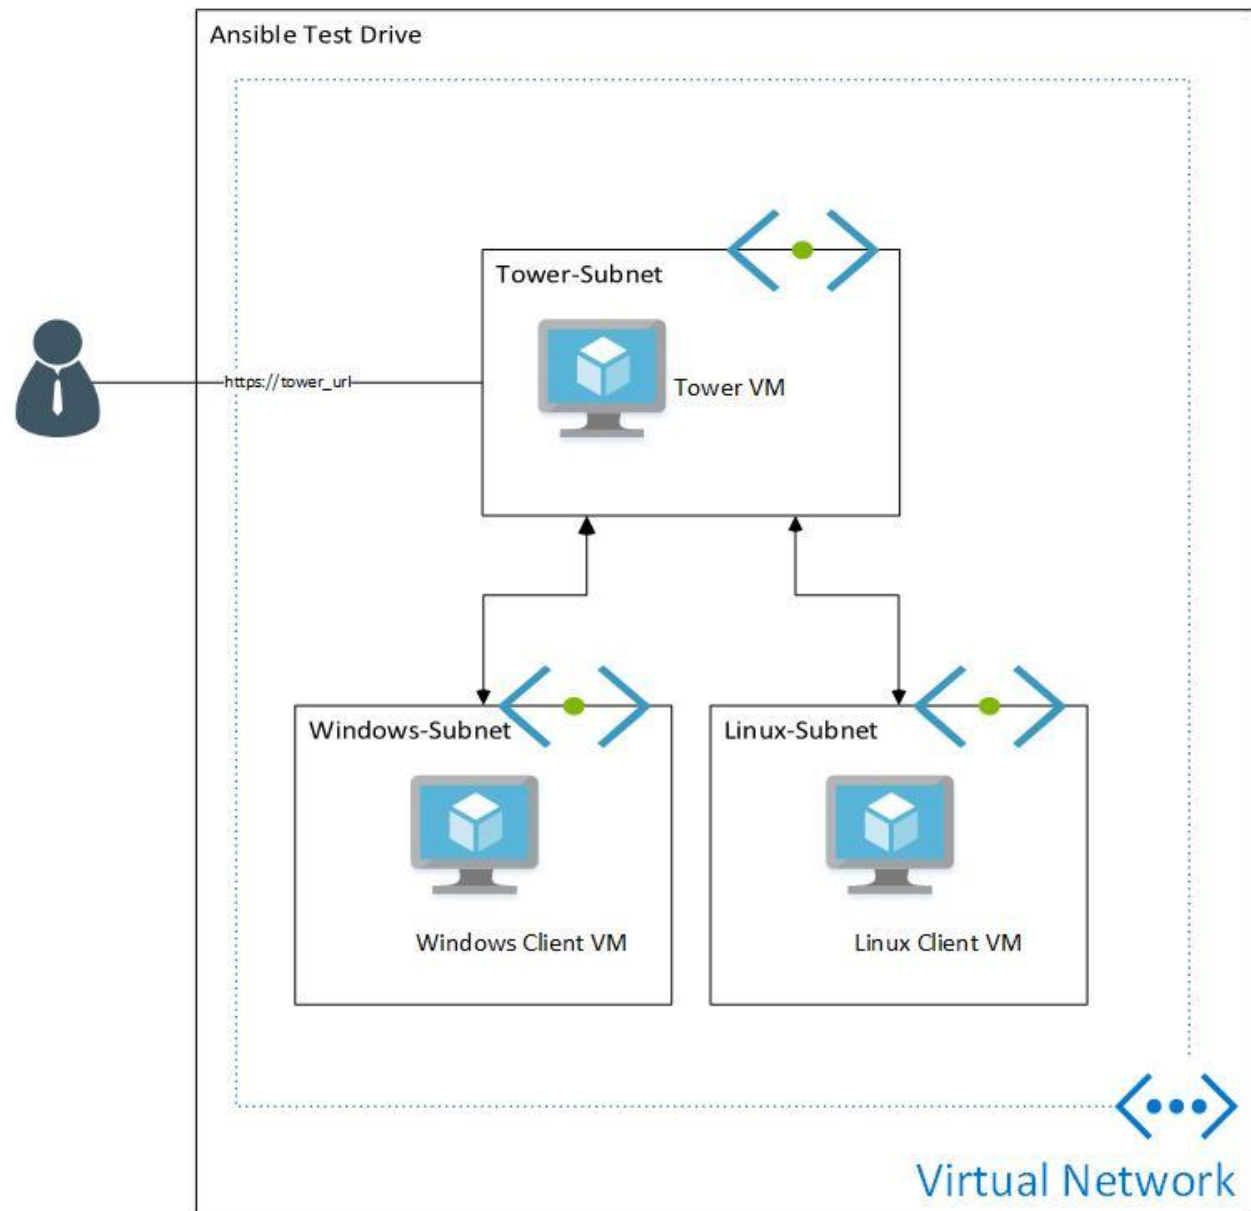 Ansible Test Drive
Tower-Subnet
https://tower_url
Tower VM
Windows-Subnet
Linux-Subnet
Windows Client VM
Linux Client VM
Virtual Network